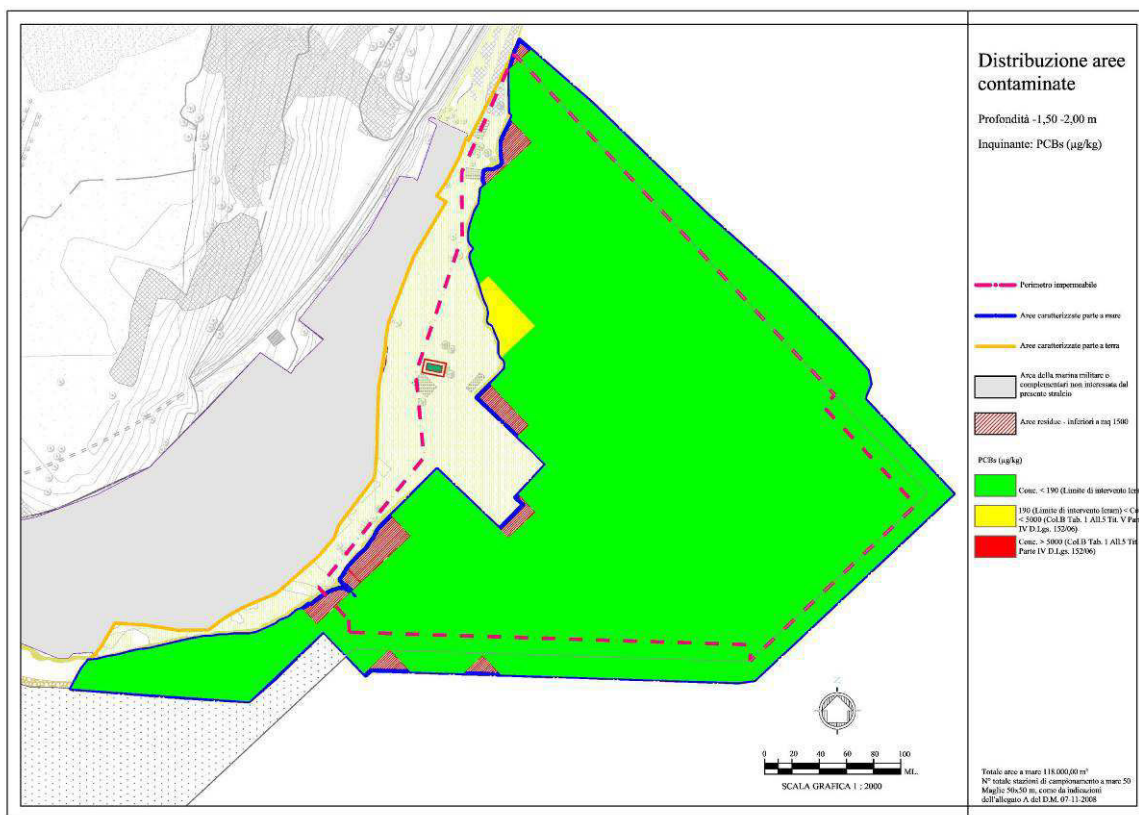 Distribuzione aree
contaminate
Profondità -1,50 -2,00 m
Inquinante: PCBs (µg/kg)
Perimetro impermeabile
Aree caratterizzate parte a mare
Aree caratterizzate parte a terra
Area della marina militare o
complementari non interessata dal
presente stralcio
Aree residue - inferiori a mq 1500
PCBs (µg/kg)
Conc. < 190 (Limite di intervento Icram)
190 (Limite di intervento Icram) < Co
< 5000 (Col.B Tab. 1 All.5 Tit. V Par
IV D.Lgs. 152/06)
Conc. > 5000 (Col.B Tab. 1 All.5 Tit.
Parte IV D.Lgs. 152/06)
0 20 40 60 80 100
ML.
SCALA GRAFICA 1 : 2000
Totale aree a mare 118.000,00 m²
N° totale stazioni di campionamento a mare 50
Maglie 50x50 m, come da indicazioni
dell'allegato A del D.M. 07-11-2008